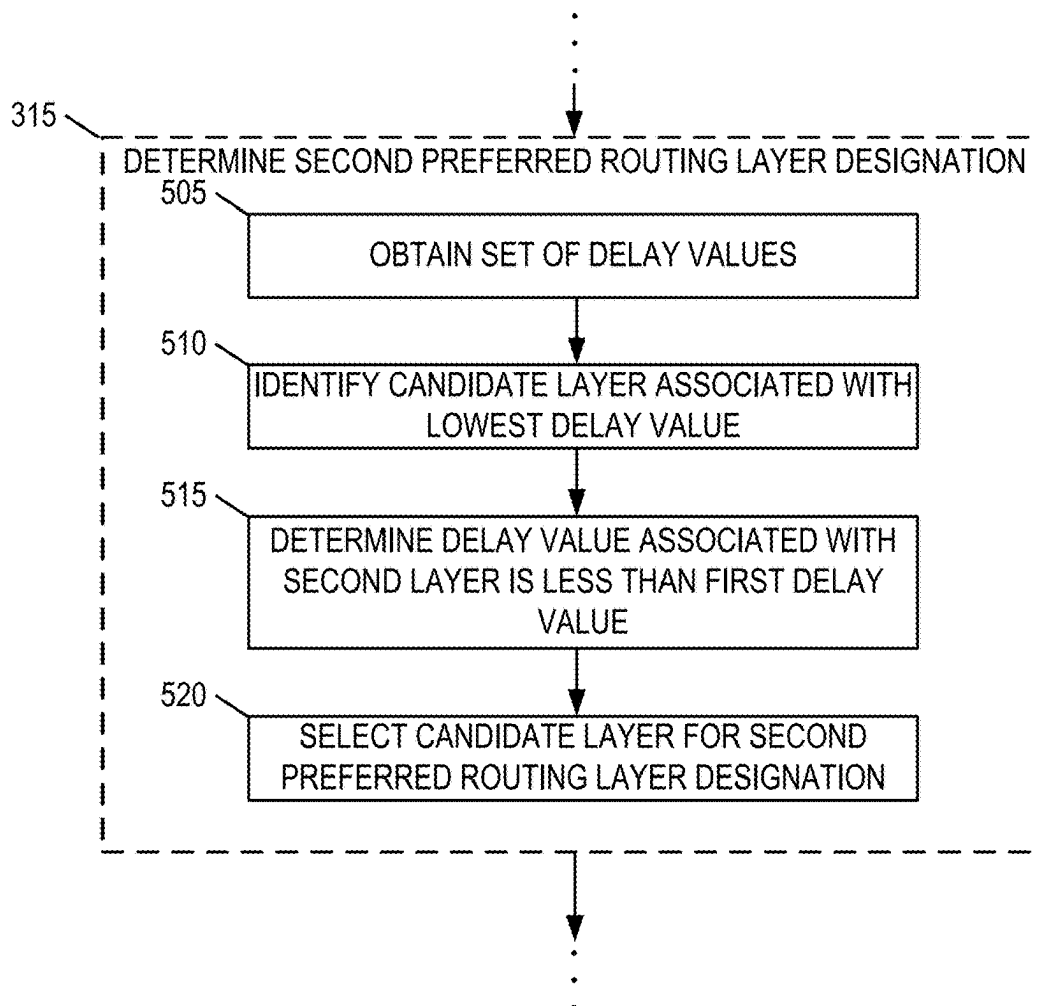 315
DETERMINE SECOND PREFERRED ROUTING LAYER DESIGNATION
505
OBTAIN SET OF DELAY VALUES
510
IDENTIFY CANDIDATE LAYER ASSOCIATED WITH
LOWEST DELAY VALUE
515
DETERMINE DELAY VALUE ASSOCIATED WITH
SECOND LAYER IS LESS THAN FIRST DELAY
VALUE
520
SELECT CANDIDATE LAYER FOR SECOND
PREFERRED ROUTING LAYER DESIGNATION